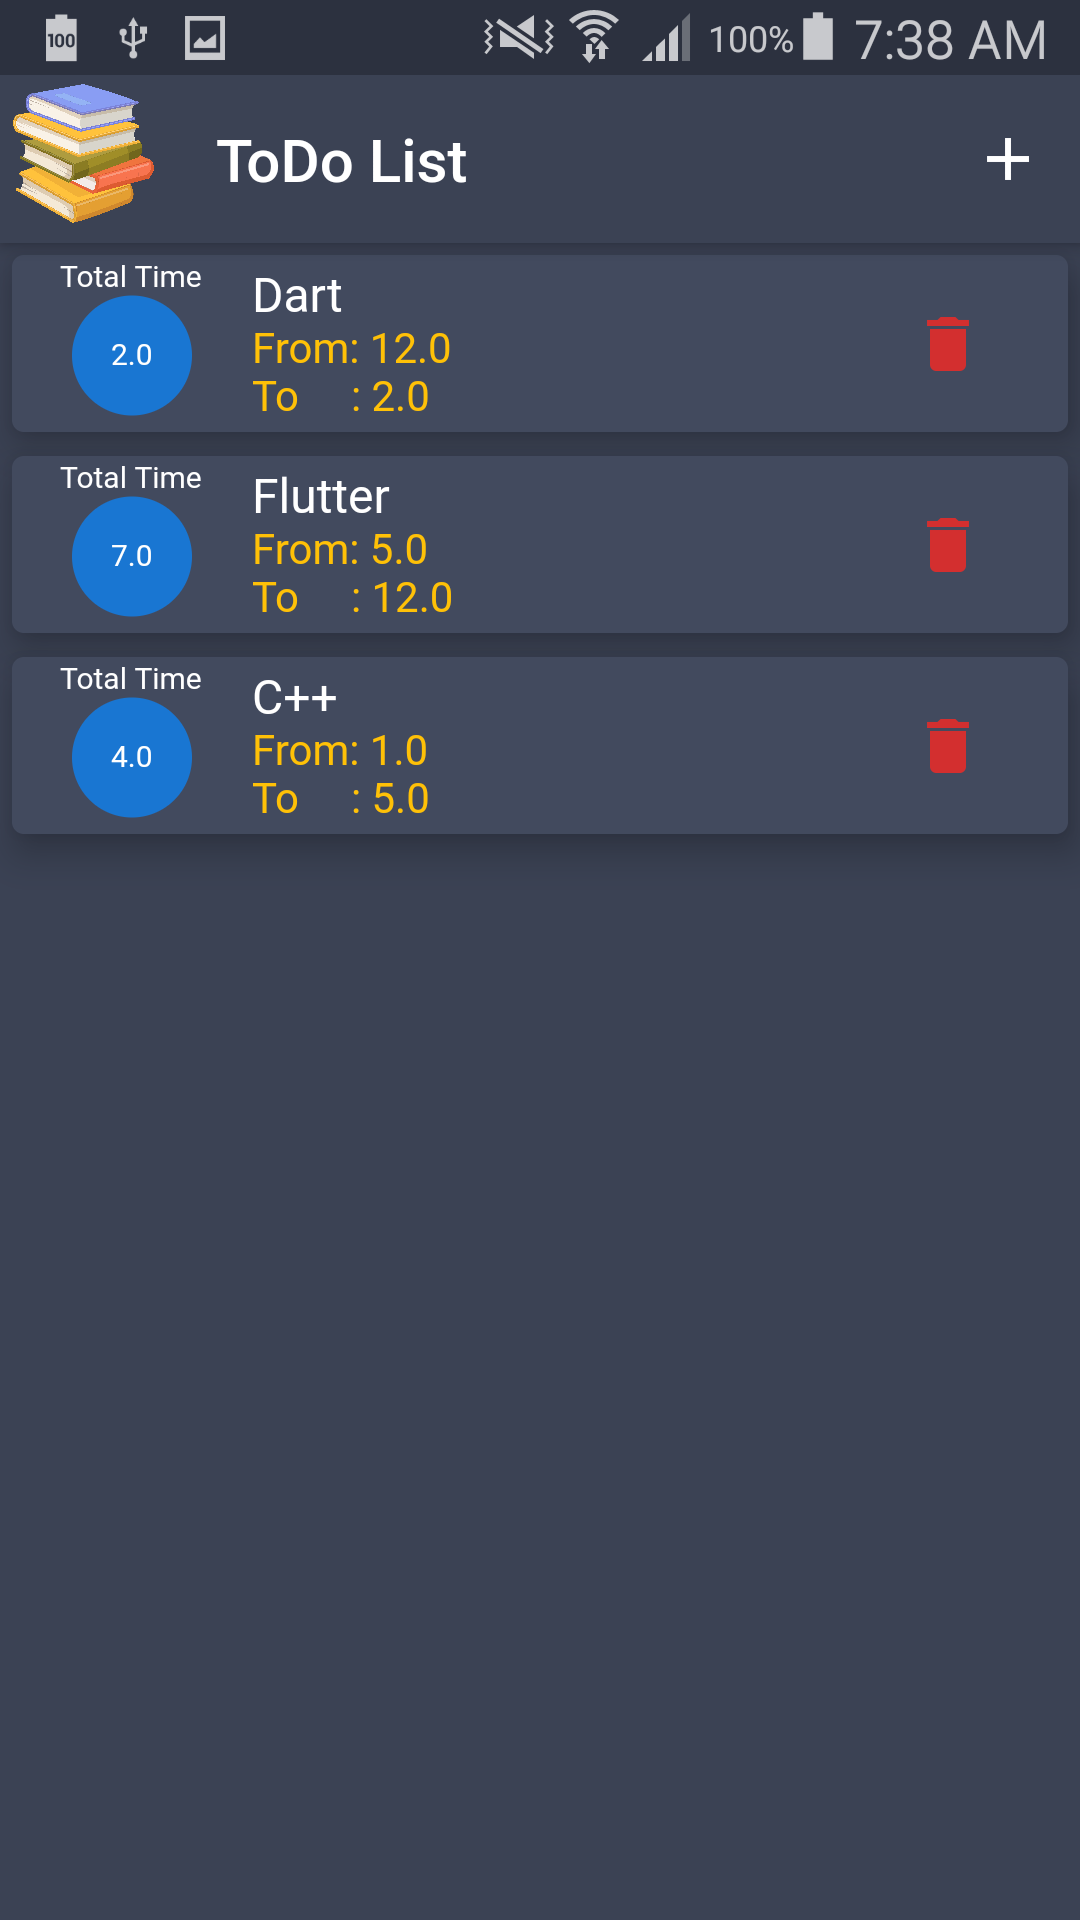 100 100% 7:38 AM
ToDo List
Total Time
2.0
Dart
From: 12.0
To : 2.0
Total Time
7.0
Flutter
From: 5.0
To : 12.0
Total Time
4.0
C++
From: 1.0
To : 5.0